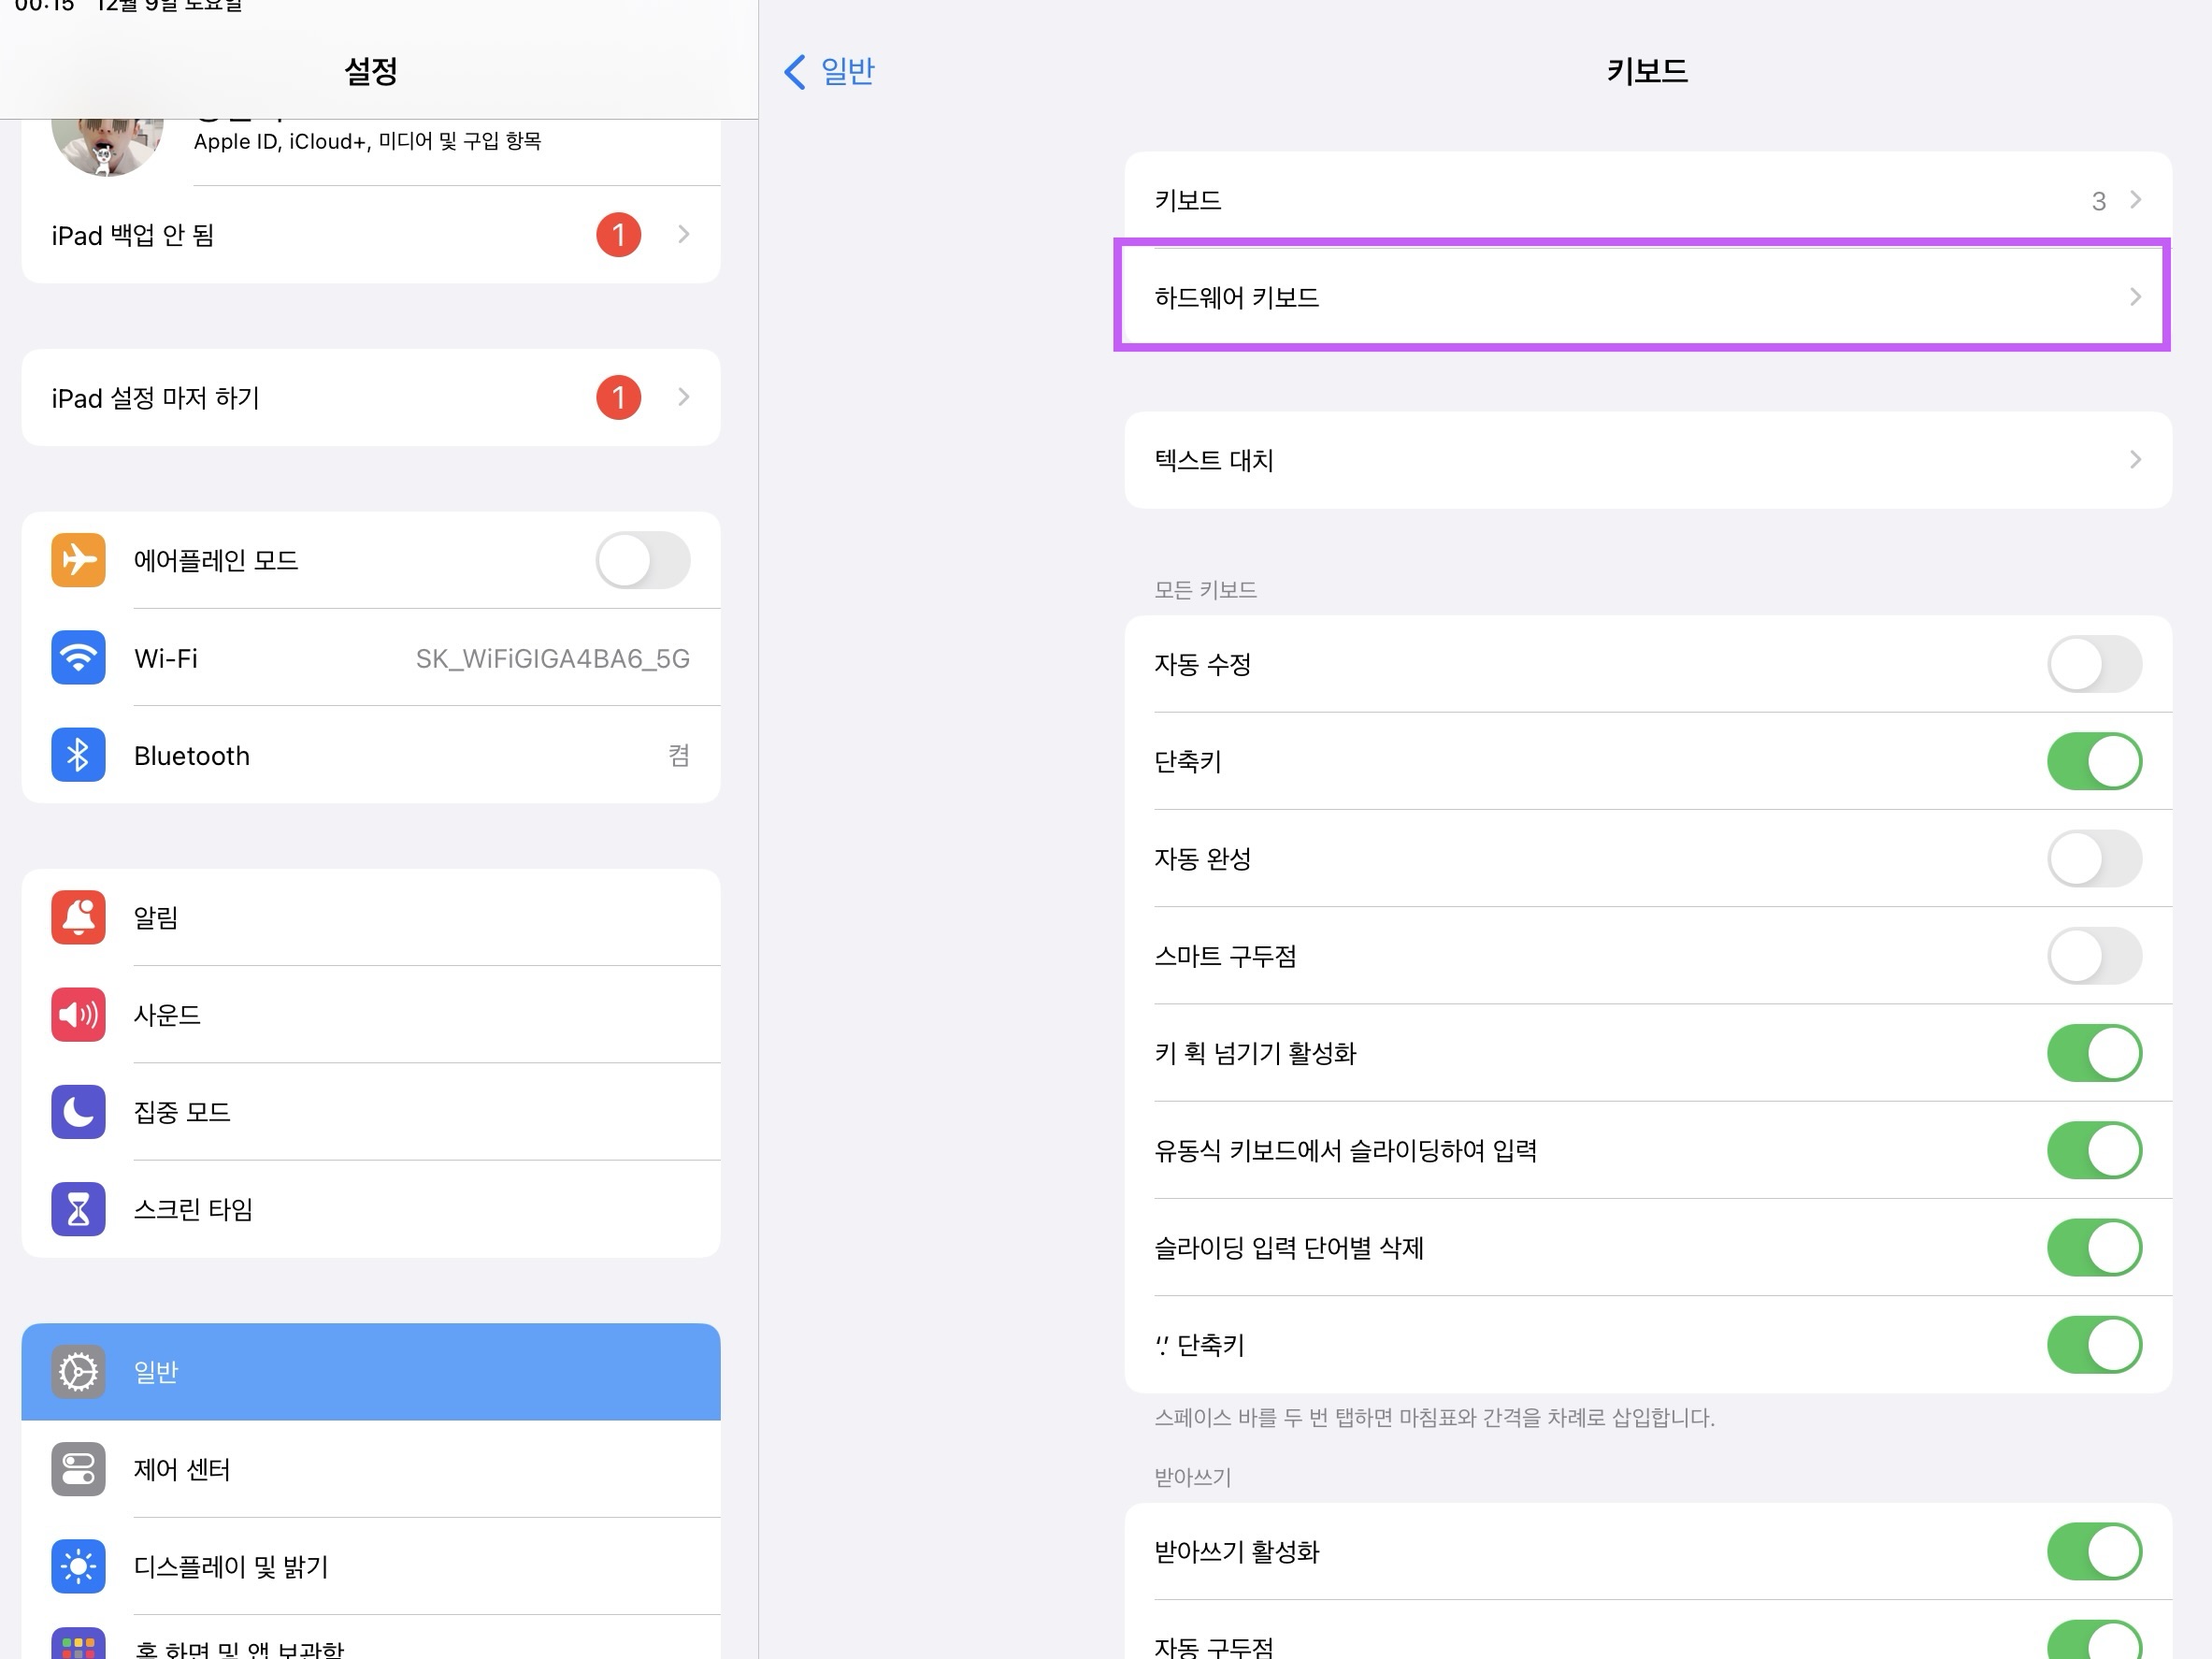 00:15 12월 9일 토요일
설정
Apple ID, iCloud+, 미디어 및 구입 항목
iPad 백업 안 됨
1
iPad 설정 마저 하기
1
에어플레인 모드
Wi-Fi
SK_WiFiGIGA4BA6_5G
Bluetooth
켬
알림
사운드
집중 모드
스크린 타임
일반
제어 센터
디스플레이 및 밝기
홈 화면 및 앱 보관함
일반
키보드
키보드
3
하드웨어 키보드
텍스트 대치
모든 키보드
자동 수정
단축키
자동 완성
스마트 구두점
키 획 넘기기 활성화
유동식 키보드에서 슬라이딩하여 입력
슬라이딩 입력 단어별 삭제
‘.’ 단축키
스페이스 바를 두 번 탭하면 마침표와 간격을 차례로 삽입합니다.
받아쓰기
받아쓰기 활성화
자동 구두점